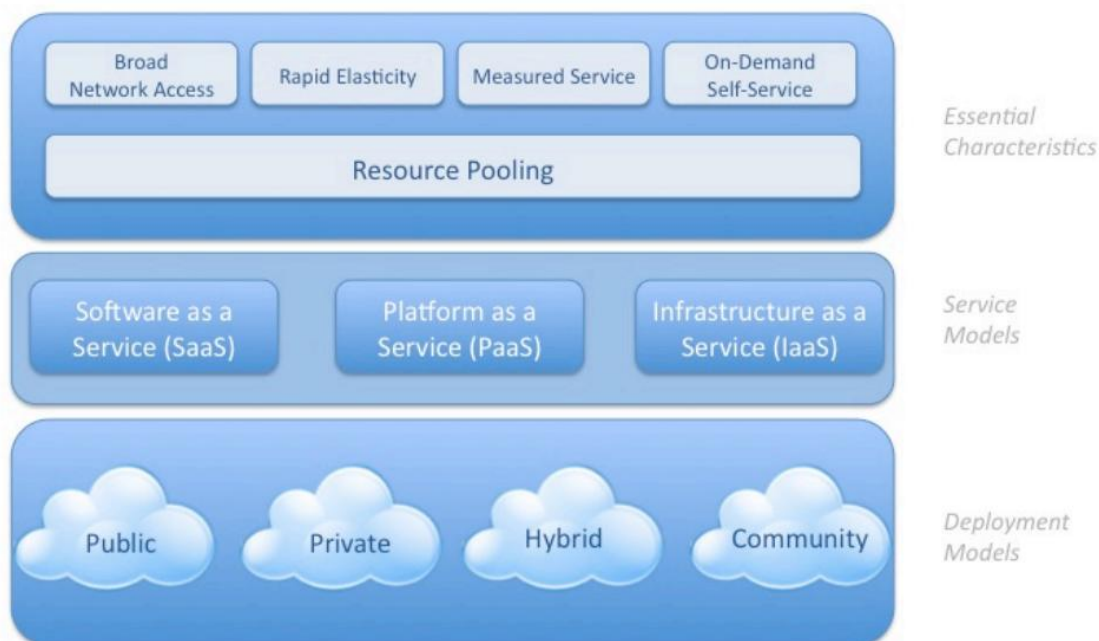 Broad
Network Access
Rapid Elasticity
Measured Service
On-Demand
Self-Service
Resource Pooling
Essential
Characteristics
Software as a
Service (SaaS)
Platform as a
Service (PaaS)
Infrastructure as a
Service (IaaS)
Service
Models
Public
Private
Hybrid
Community
Deployment
Models